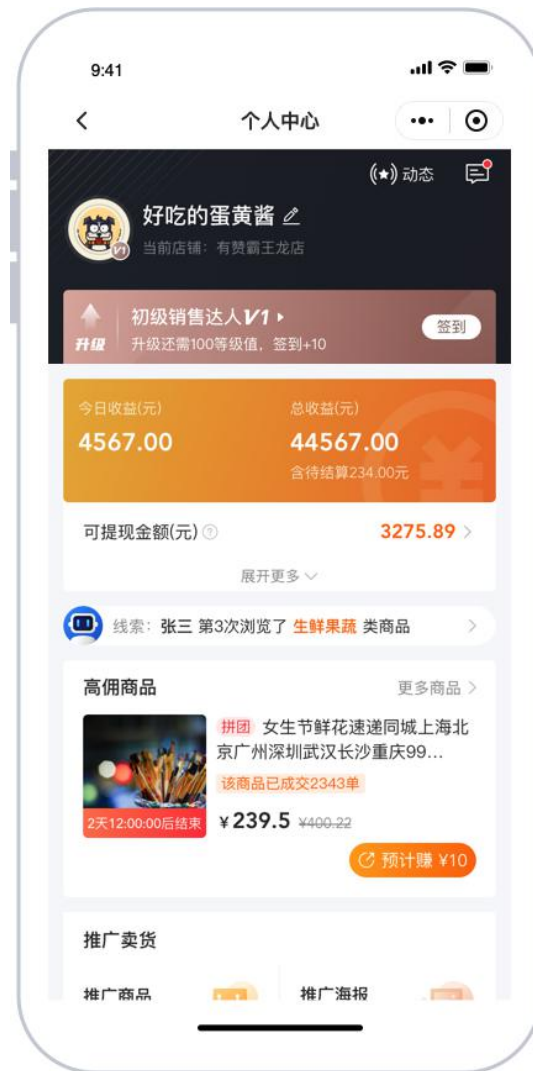 9:41
个人中心
动态
好吃的蛋黄酱
V1
当前店铺：有赞霸王龙店
初级销售达人V1
升级
升级还需100等级值，签到+10
签到
今日收益(元)
总收益(元)
4567.00
44567.00
含待结算234.00元
可提现金额(元)
3275.89
展开更多
线索：张三 第3次浏览了 生鲜果蔬 类商品
高佣商品
更多商品
拼团 女生节鲜花速递同城上海北
京广州深圳武汉长沙重庆99...
该商品已成交2343单
2天12:00:00后结束
¥239.5 ¥400.22
预计赚 ¥10
推广卖货
推广商品
推广海报